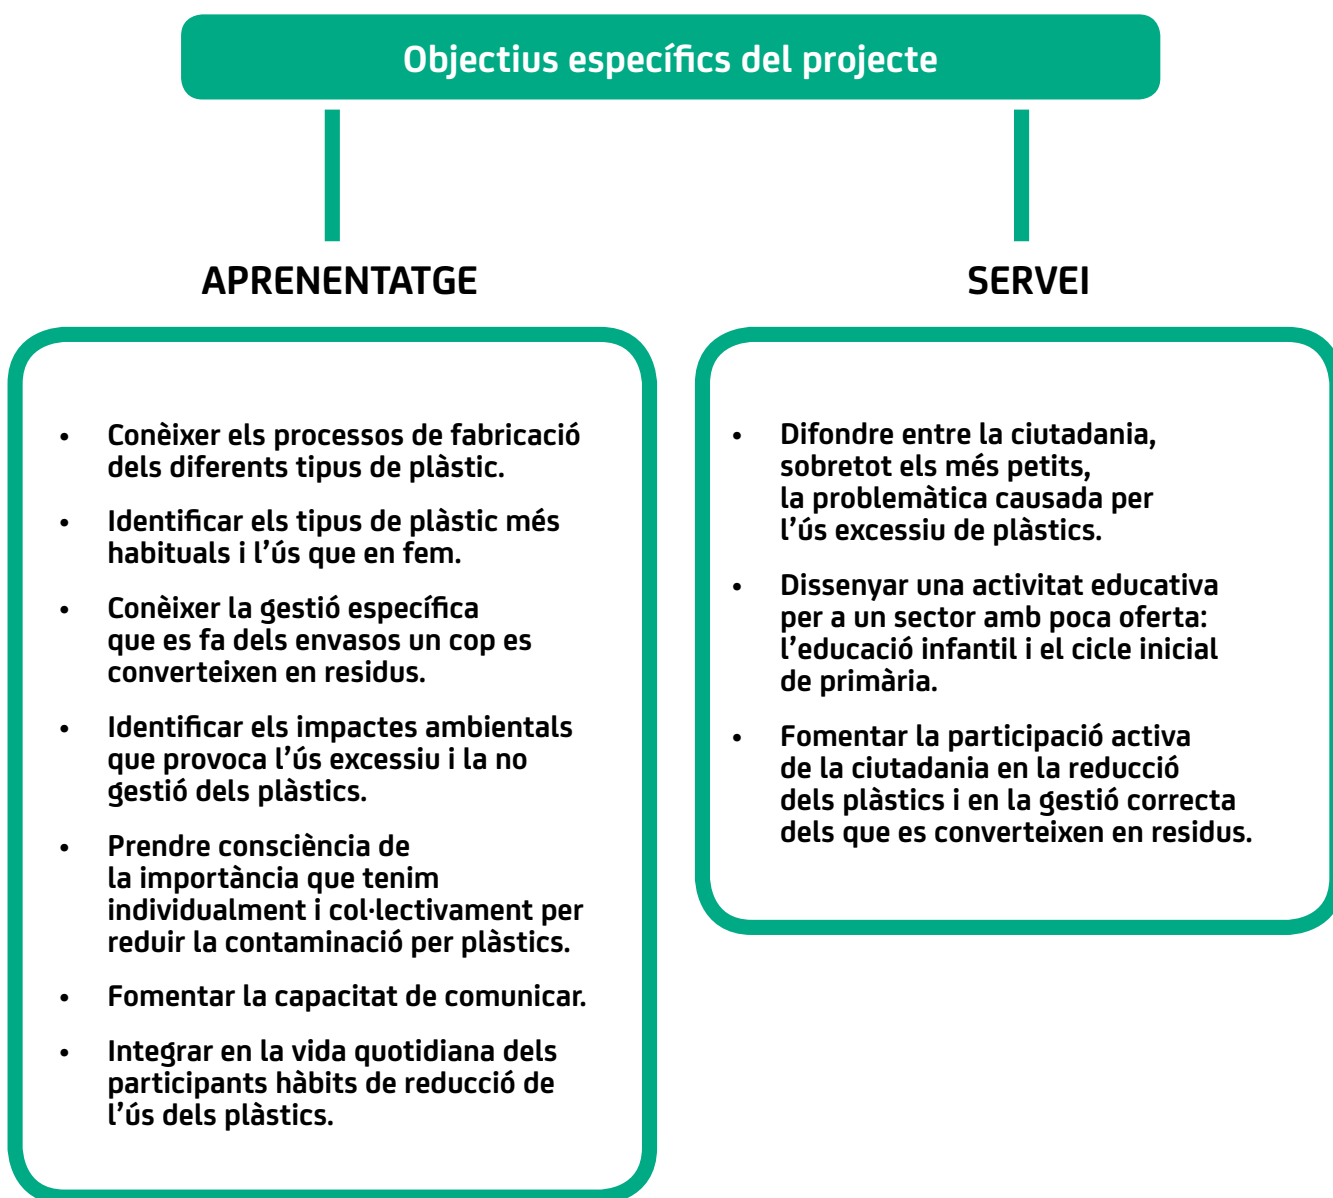 Objectius específics del projecte
APRENENTATGE
• Conèixer els processos de fabricació
dels diferents tipus de plàstic.
• Identificar els tipus de plàstic més
habituals i l’ús que en fem.
• Conèixer la gestió específica
que es fa dels envasos un cop es
converteixen en residus.
• Identificar els impactes ambientals
que provoca l’ús excessiu i la no
gestió dels plàstics.
• Prendre consciència de
la importància que tenim
individualment i col·lectivament per
reduir la contaminació per plàstics.
• Fomentar la capacitat de comunicar.
• Integrar en la vida quotidiana dels
participants hàbits de reducció de
l’ús dels plàstics.
SERVEI
• Difondre entre la ciutadania,
sobretot els més petits,
la problemàtica causada per
l’ús excessiu de plàstics.
• Dissenyar una activitat educativa
per a un sector amb poca oferta:
l’educació infantil i el cicle inicial
de primària.
• Fomentar la participació activa
de la ciutadania en la reducció
dels plàstics i en la gestió correcta
dels que es converteixen en residus.